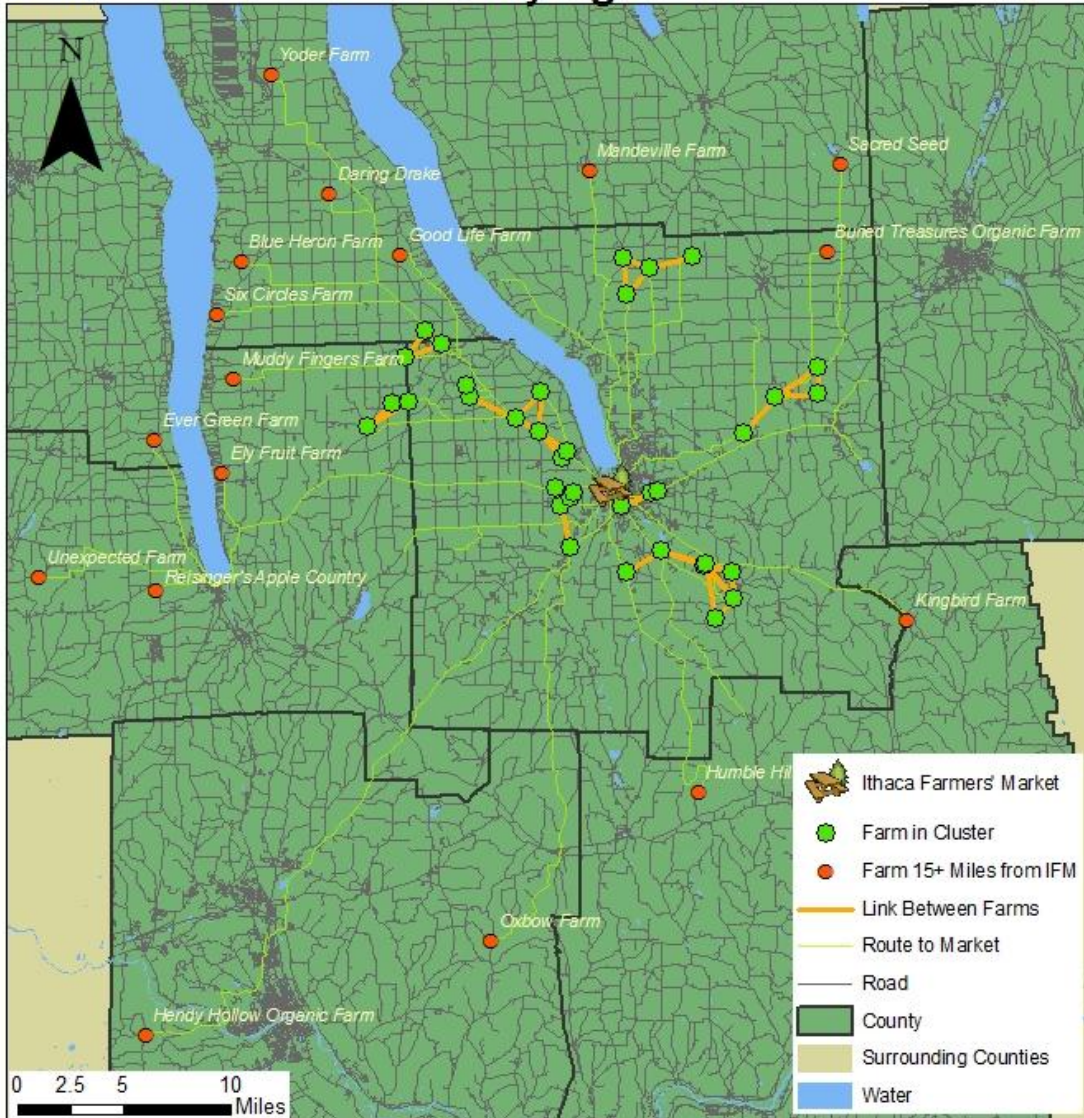 N
Yoder Farm
Mandeville Farm
Sacred Seed
Daring Drake
Blue Heron Farm
Good Life Farm
Buried Treasures Organic Farm
Six Circles Farm
Muddy Fingers Farm
Ever Green Farm
Ely Fruit Farm
Unexpected Farm
Reisinger's Apple Country
Kingbird Farm
Humble Hil
Oxbow Farm
Hendy Hollow Organic Farm
Ithaca Farmers' Market
Farm in Cluster
Farm 15+ Miles from IFM
Link Between Farms
Route to Market
Road
County
Surrounding Counties
Water
0 2.5 5 10
Miles